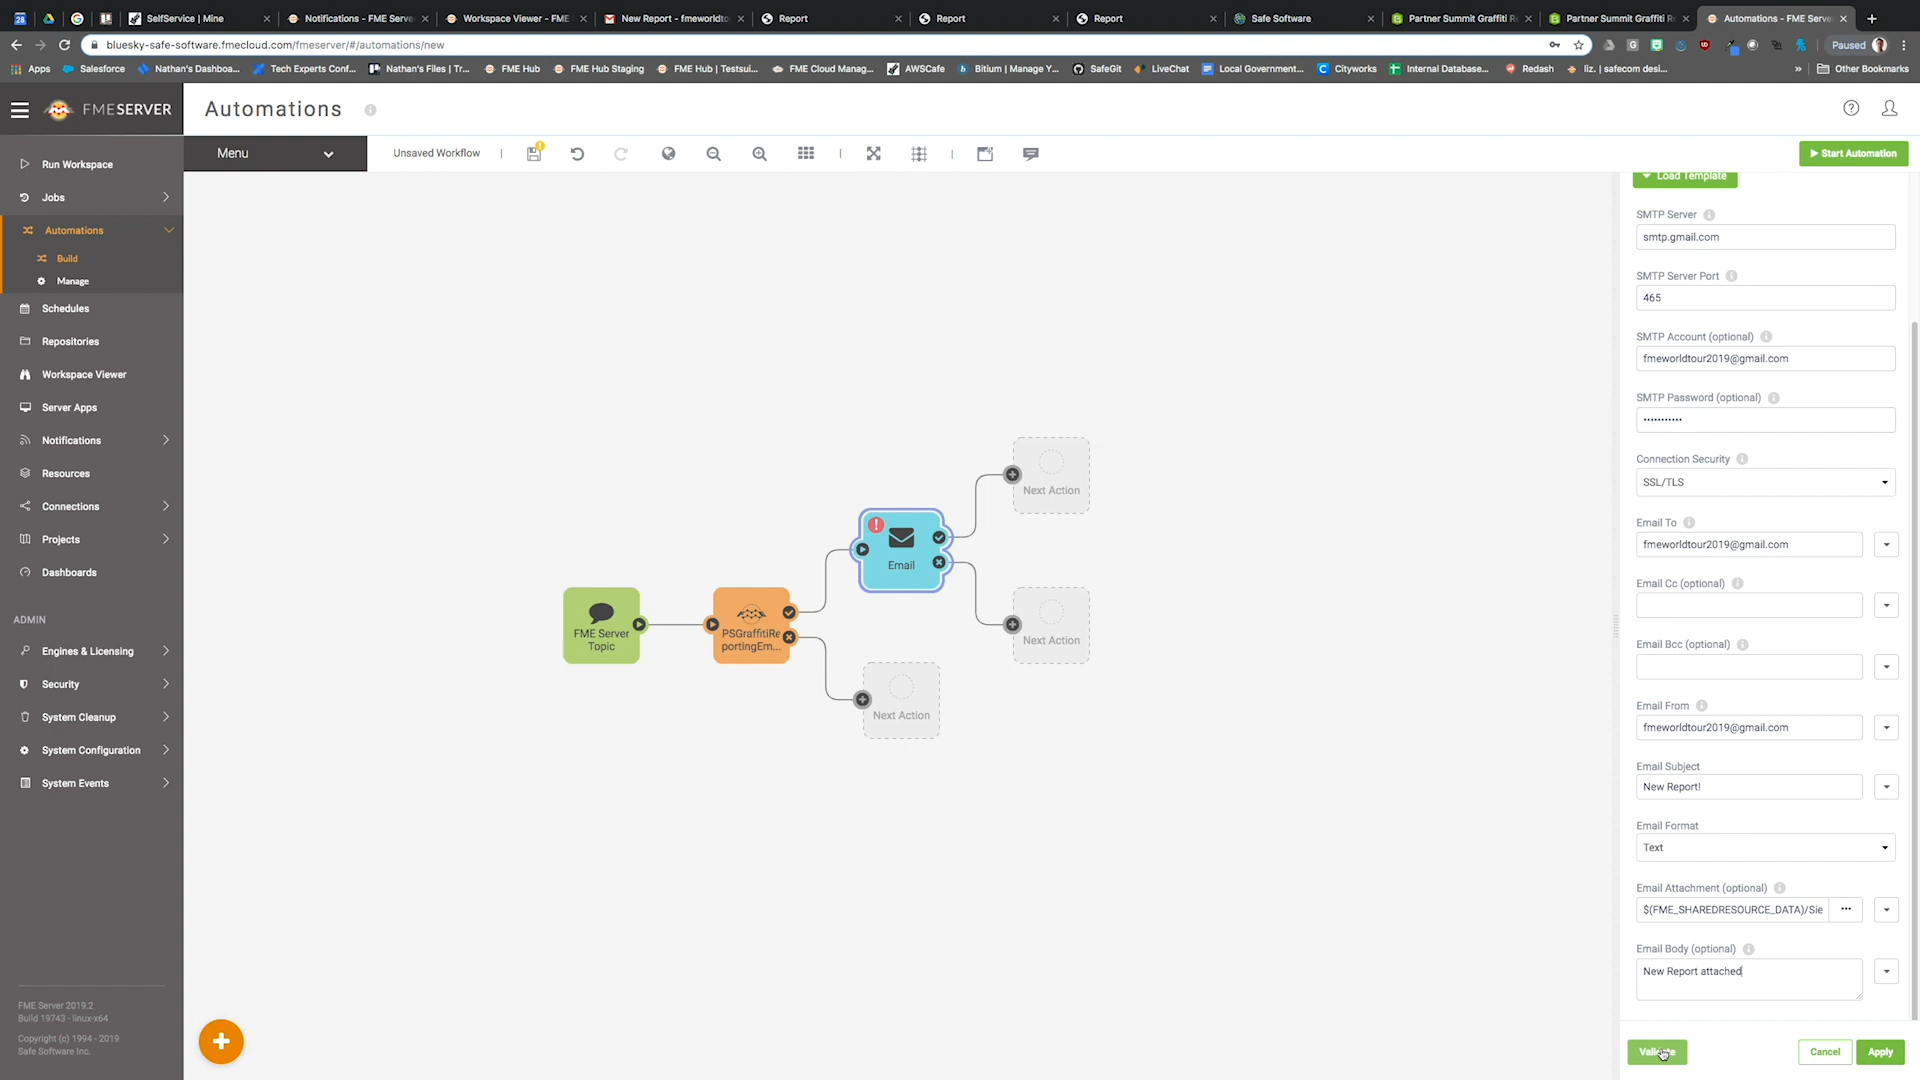 SelfService | Mine
Notifications - FME Serve
Workspace Viewer - FME
New Report - fmeworldto
Report
Report
Report
Safe Software
Partner Summit Graffiti Re
Partner Summit Graffiti Re
Automations - FME Serve
bluesky-safe-software.fmecloud.com/fmeserver/#/automations/new
Paused
Apps
Salesforce
Nathan's Dashboa...
Tech Experts Conf...
Nathan's Files | Tr...
FME Hub
FME Hub Staging
FME Hub | Testsui...
FME Cloud Manag...
AWSCafe
Bitium | Manage Y...
SafeGit
LiveChat
Local Government...
Cityworks
Internal Database...
Redash
liz. | safecom desi...
»
Other Bookmarks
FMESERVER
Automations
Menu
Unsaved Workflow
Start Automation
Run Workspace
Jobs
Automations
Build
Manage
Schedules
Repositories
Workspace Viewer
Server Apps
Notifications
Resources
Connections
Projects
Dashboards
ADMIN
Engines & Licensing
Security
System Cleanup
System Configuration
System Events
FME Server 2019.2
Build 19743 - linux-x64
Copyright (c) 1994 - 2019
Safe Software Inc.
FME Server
Topic
PSGraffitiRe
portingEm...
Email
Next Action
Next Action
Next Action
Load Template
SMTP Server
smtp.gmail.com
SMTP Server Port
465
SMTP Account (optional)
fmeworldtour2019@gmail.com
SMTP Password (optional)
•••••••••••
Connection Security
SSL/TLS
Email To
fmeworldtour2019@gmail.com
Email Cc (optional)
Email Bcc (optional)
Email From
fmeworldtour2019@gmail.com
Email Subject
New Report!
Email Format
Text
Email Attachment (optional)
$(FME_SHAREDRESOURCE_DATA)/Sie
...
Email Body (optional)
New Report attached
Validate
Cancel
Apply